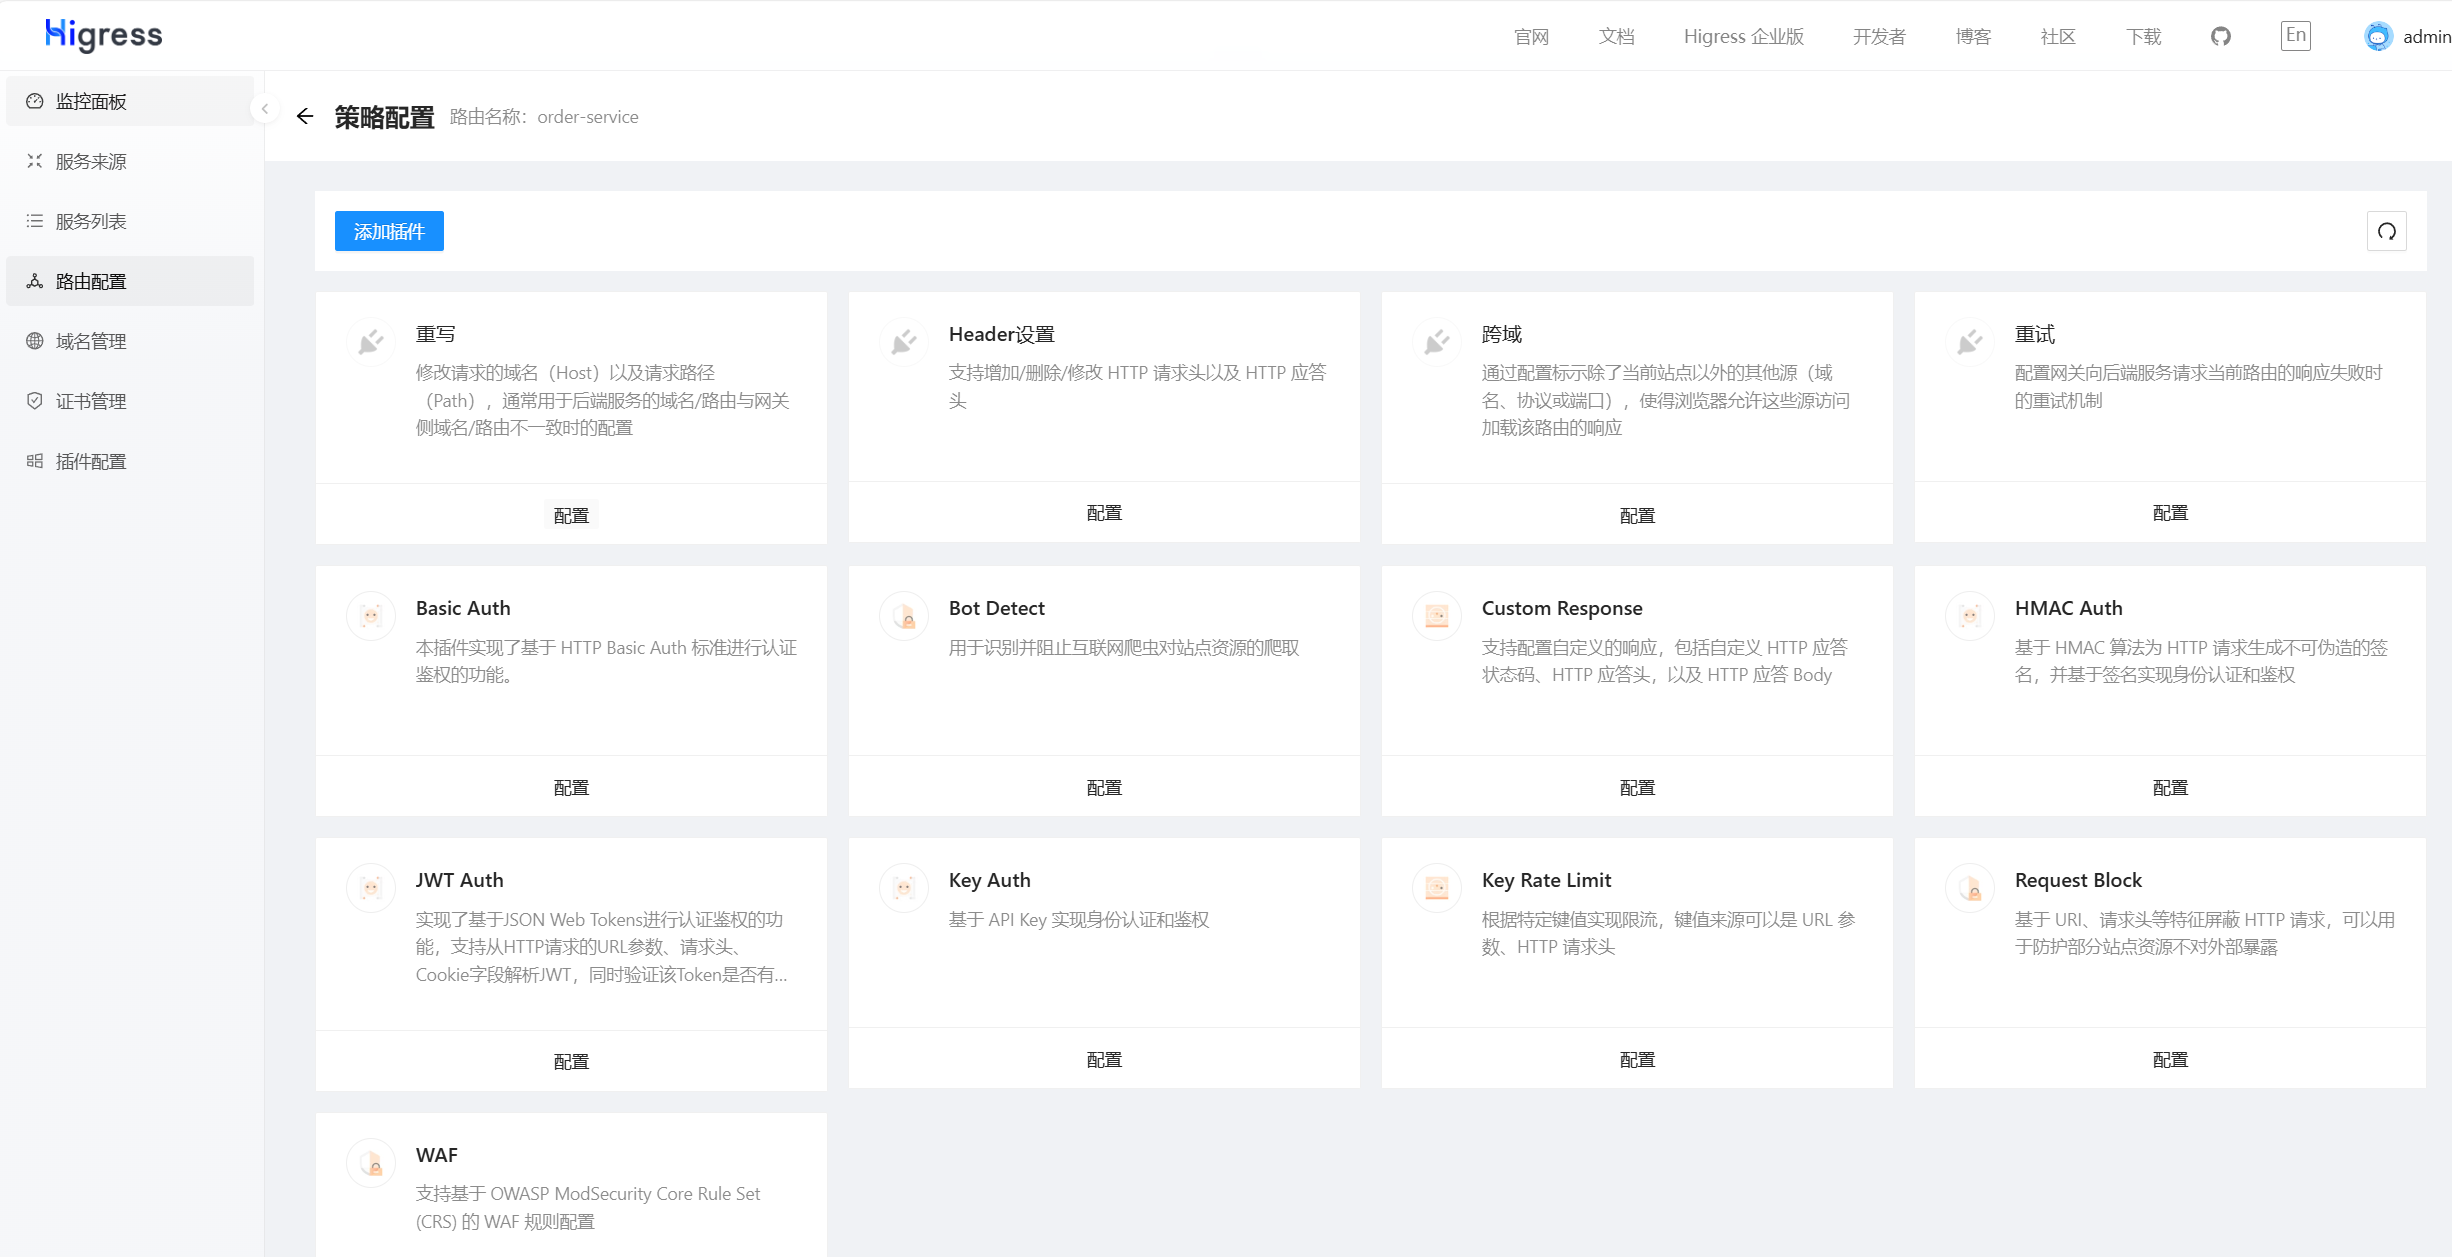 Higress
官网 文档 Higress 企业版 开发者 博客 社区 下载 En admin
监控面板
服务来源
服务列表
路由配置
域名管理
证书管理
插件配置
策略配置 路由名称：order-service
添加插件
重写
修改请求的域名（Host）以及请求路径
（Path），通常用于后端服务的域名/路由与网关
侧域名/路由不一致时的配置
配置
Header设置
支持增加/删除/修改 HTTP 请求头以及 HTTP 应答
头
配置
跨域
通过配置标示除了当前站点以外的其他源（域
名、协议或端口），使得浏览器允许这些源访问
加载该路由的响应
配置
重试
配置网关向后端服务请求当前路由的响应失败时
的重试机制
配置
Basic Auth
本插件实现了基于 HTTP Basic Auth 标准进行认证
鉴权的功能。
配置
Bot Detect
用于识别并阻止互联网爬虫对站点资源的爬取
配置
Custom Response
支持配置自定义的响应，包括自定义 HTTP 应答
状态码、HTTP 应答头，以及 HTTP 应答 Body
配置
HMAC Auth
基于 HMAC 算法为 HTTP 请求生成不可伪造的签
名，并基于签名实现身份认证和鉴权
配置
JWT Auth
实现了基于JSON Web Tokens进行认证鉴权的功
能，支持从HTTP请求的URL参数、请求头、
Cookie字段解析JWT，同时验证该Token是否有...
配置
Key Auth
基于 API Key 实现身份认证和鉴权
配置
Key Rate Limit
根据特定键值实现限流，键值来源可以是 URL 参
数、HTTP 请求头
配置
Request Block
基于 URI、请求头等特征屏蔽 HTTP 请求，可以用
于防护部分站点资源不对外部暴露
配置
WAF
支持基于 OWASP ModSecurity Core Rule Set
(CRS) 的 WAF 规则配置